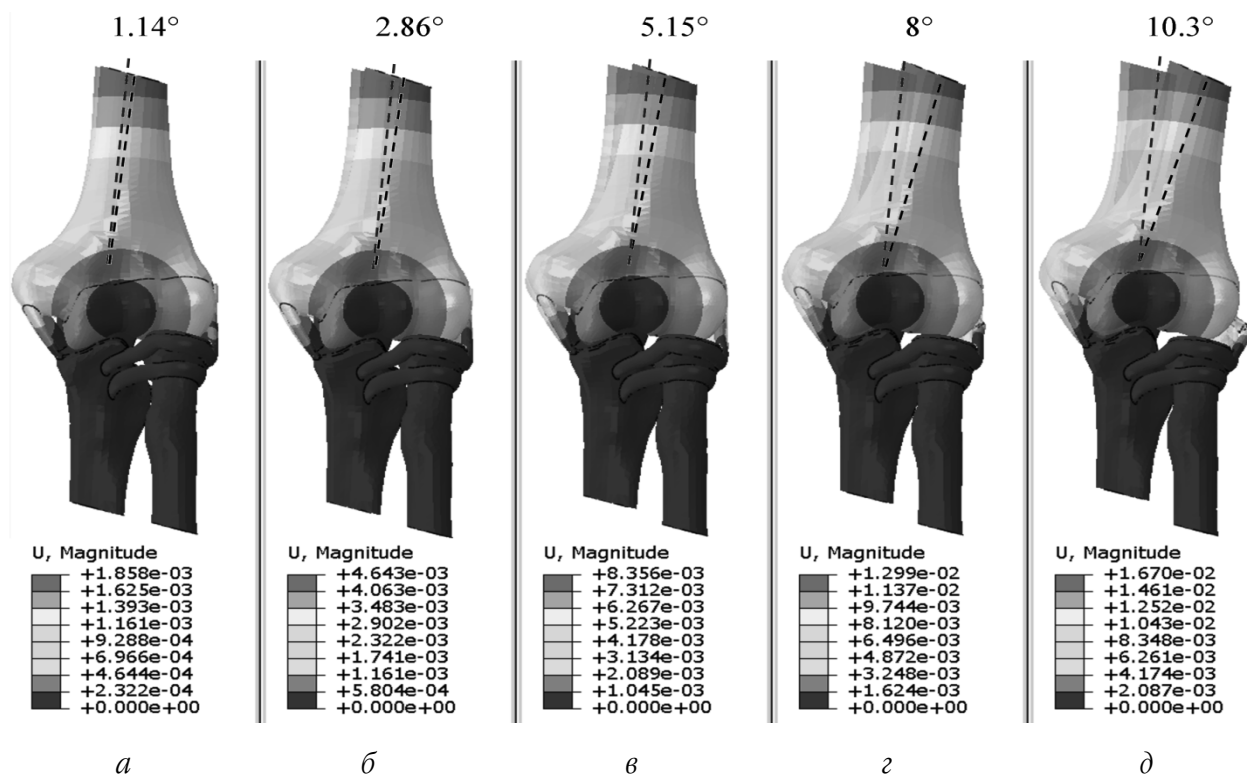 1.14° 2.86° 5.15° 8° 10.3°
U, Magnitude
+1.858e-03
+1.625e-03
+1.393e-03
+1.161e-03
+9.288e-04
+6.966e-04
+4.644e-04
+2.322e-04
+0.000e+00
U, Magnitude
+4.643e-03
+4.063e-03
+3.483e-03
+2.902e-03
+2.322e-03
+1.741e-03
+1.161e-03
+5.804e-04
+0.000e+00
U, Magnitude
+8.356e-03
+7.312e-03
+6.267e-03
+5.223e-03
+4.178e-03
+3.134e-03
+2.089e-03
+1.045e-03
+0.000e+00
U, Magnitude
+1.299e-02
+1.137e-02
+9.744e-03
+8.120e-03
+6.496e-03
+4.872e-03
+3.248e-03
+1.624e-03
+0.000e+00
U, Magnitude
+1.670e-02
+1.461e-02
+1.252e-02
+1.043e-02
+8.348e-03
+6.261e-03
+4.174e-03
+2.087e-03
+0.000e+00
а б в г д